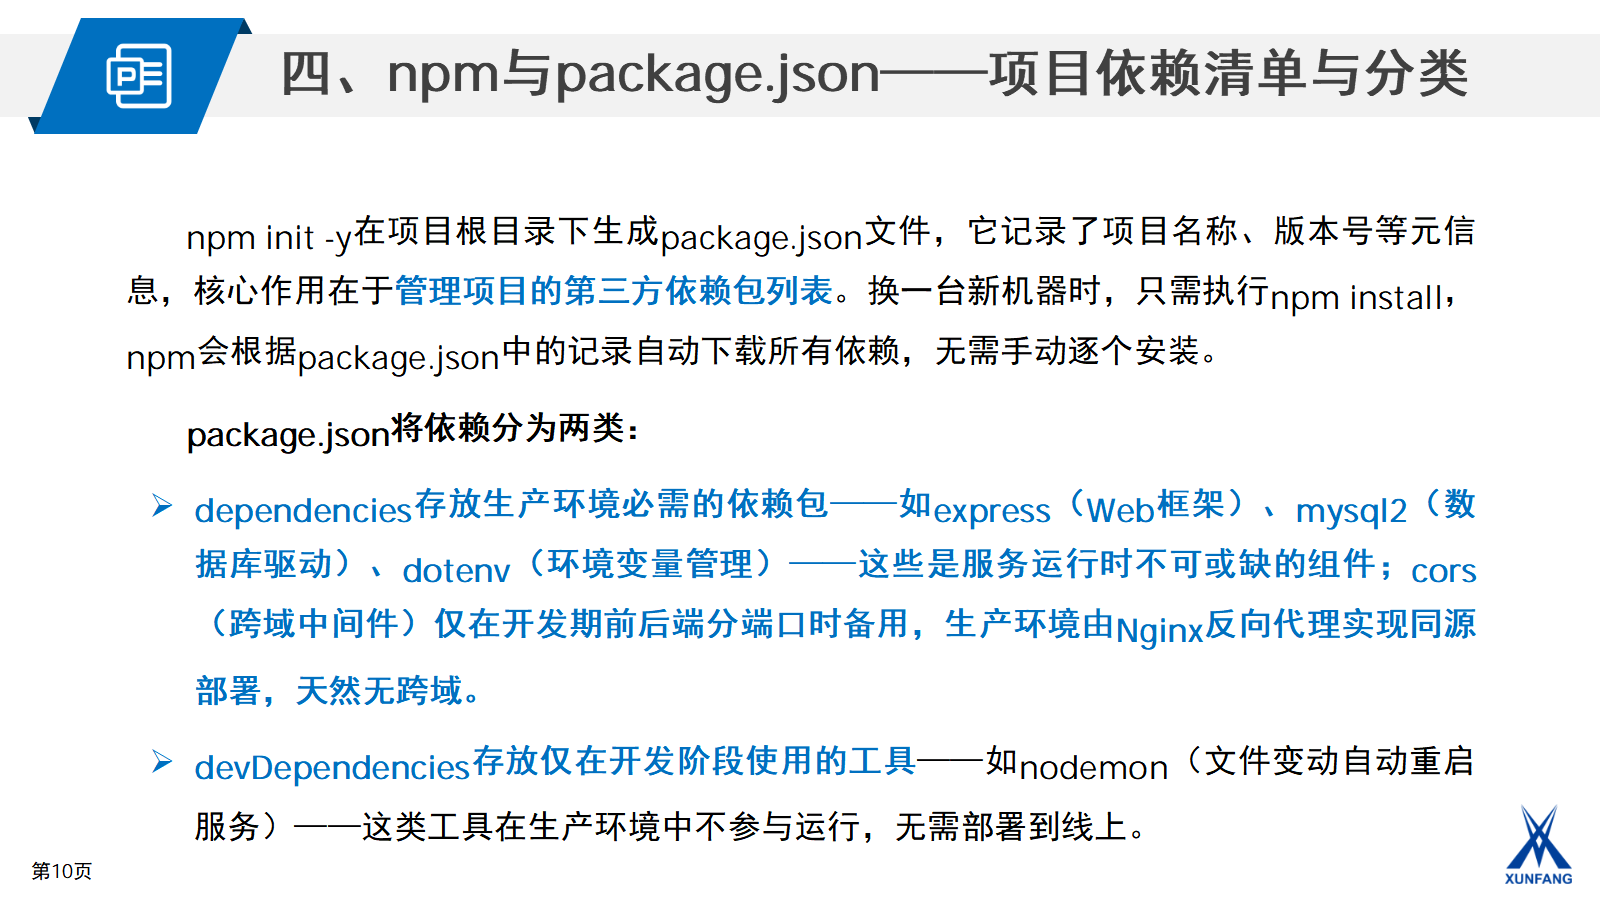 四、npm与package.json——项目依赖清单与分类
npm init -y在项目根目录下生成package.json文件，它记录了项目名称、版本号等元信
息，核心作用在于管理项目的第三方依赖包列表。换一台新机器时，只需执行npm install，
npm会根据package.json中的记录自动下载所有依赖，无需手动逐个安装。
package.json将依赖分为两类：
dependencies存放生产环境必需的依赖包——如express（Web框架）、mysql2（数
据库驱动）、dotenv（环境变量管理）——这些是服务运行时不可或缺的组件；cors
（跨域中间件）仅在开发期前后端分端口时备用，生产环境由Nginx反向代理实现同源
部署，天然无跨域。
devDependencies存放仅在开发阶段使用的工具——如nodemon（文件变动自动重启
服务）——这类工具在生产环境中不参与运行，无需部署到线上。
第10页
XUNFANG